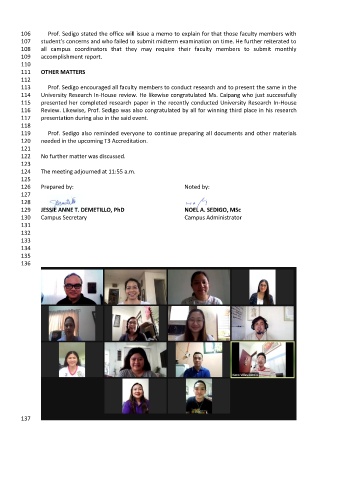 106 Prof. Sedigo stated the office will issue a memo to explain for that those faculty members with
107 student's concerns and who failed to submit midterm examination on time. He further reiterated to
108 all campus coordinators that they may require their faculty members to submit monthly
109 accomplishment report.
110
111 OTHER MATTERS
112
113 Prof. Sedigo encouraged all faculty members to conduct research and to present the same in the
114 University Research In-House review. He likewise congratulated Ms. Calpang who just successfully
115 presented her completed research paper in the recently conducted University Research In-House
116 Review. Likewise, Prof. Sedigo was also congratulated by all for winning third place in his research
117 presentation during also in the said event.
118
119 Prof. Sedigo also reminded everyone to continue preparing all documents and other materials
120 needed in the upcoming T3 Accreditation.
121
122 No further matter was discussed.
123
124 The meeting adjourned at 11:55 a.m.
125
126 Prepared by: Noted by:
127
128
129 JESSIE ANNE T. DEMETILLO, PhD NOEL A. SEDIGO, MSc
130 Campus Secretary Campus Administrator
131
132
133
134
135
136
137